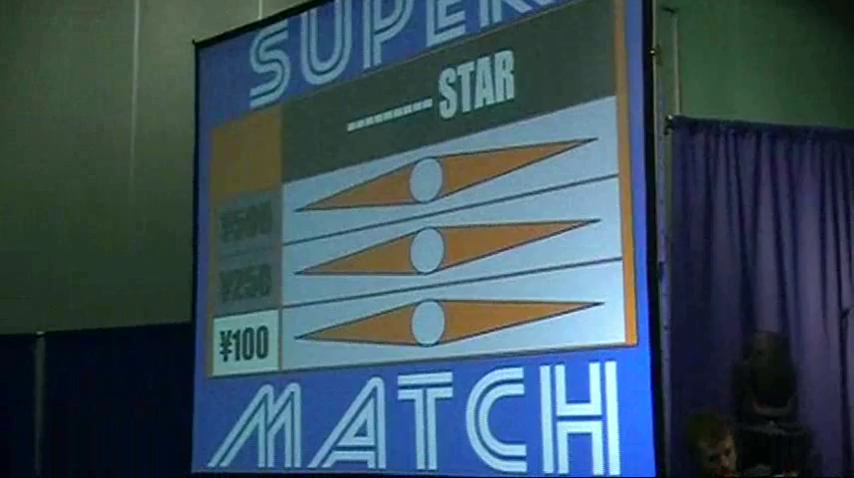 SUPER
------- STAR
¥500
¥250
¥100
MATCH